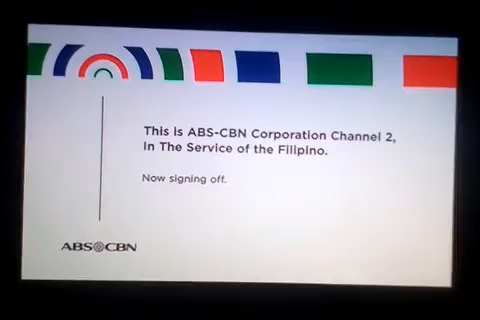 This is ABS-CBN Corporation Channel 2,
In The Service of the Filipino.
Now signing off.
ABS CBN